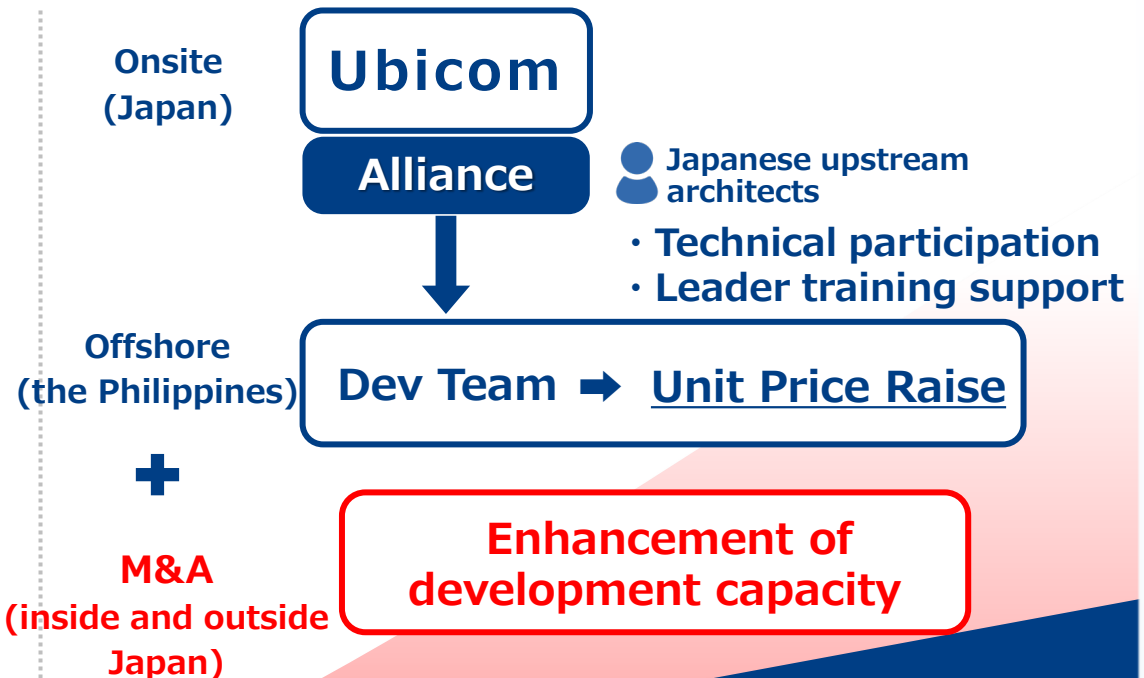 Onsite
(Japan)
Ubicom
Alliance
Japanese upstream
architects
・Technical participation
・Leader training support
Offshore
(the Philippines)
Dev Team ➡ Unit Price Raise
+
M&A
(inside and outside
Japan)
Enhancement of
development capacity